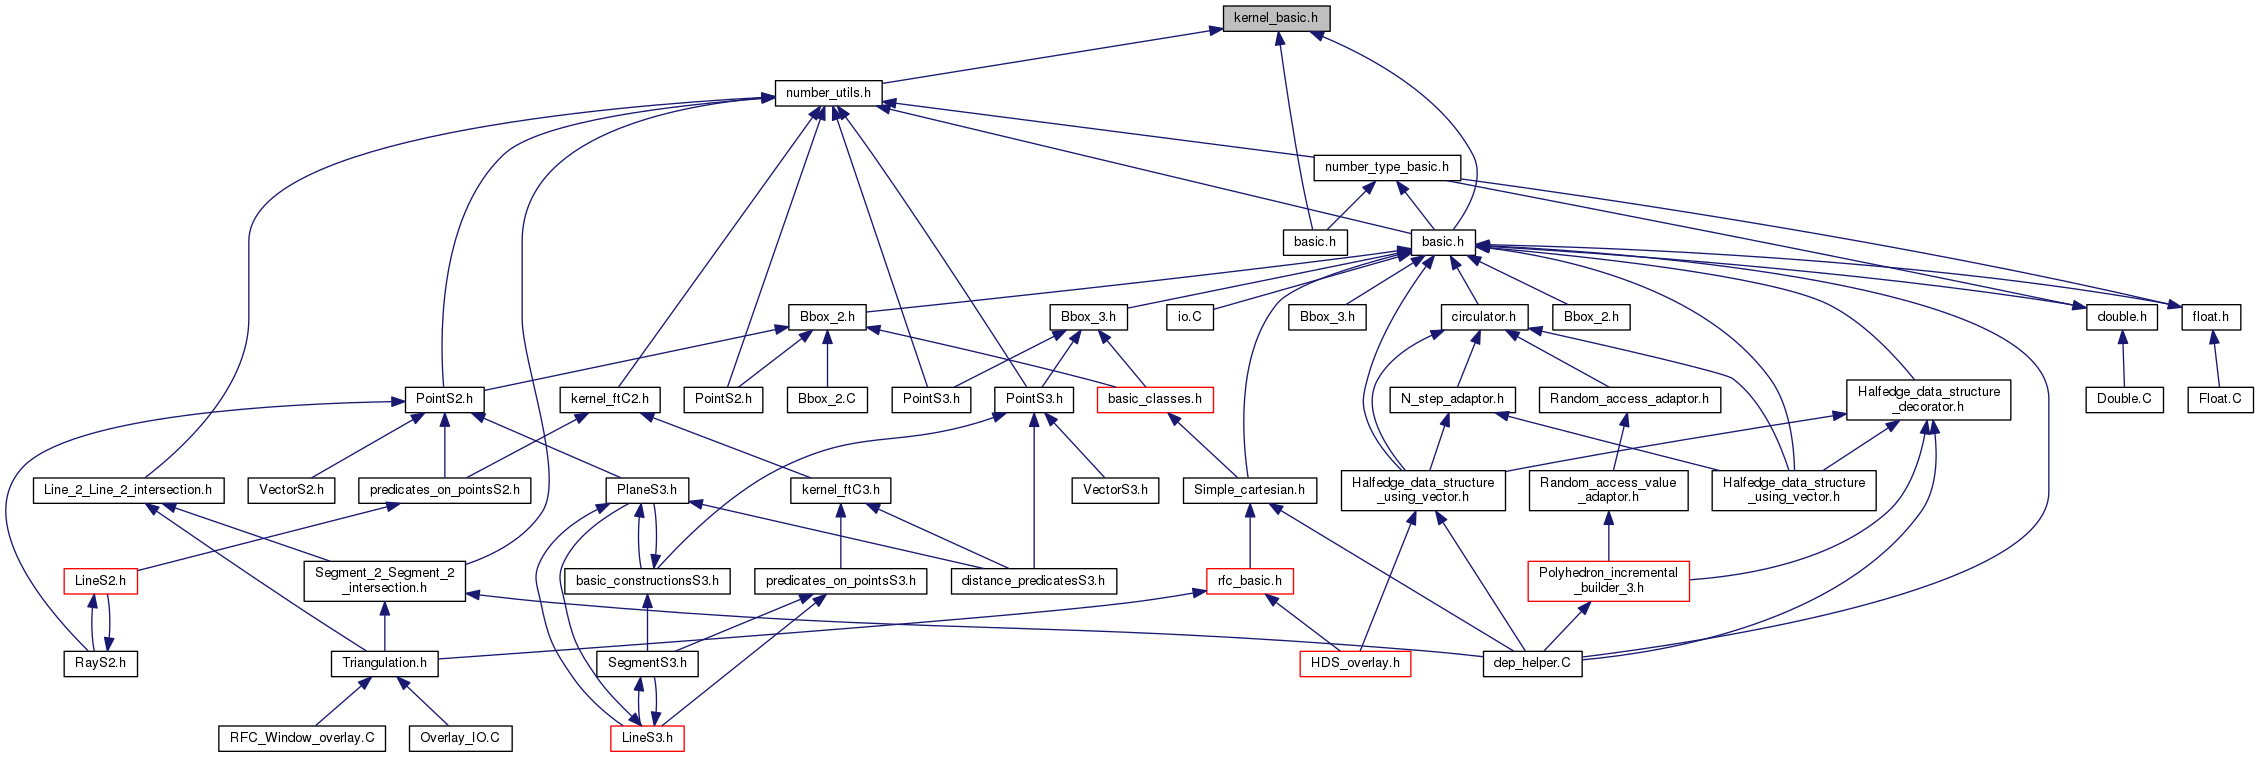 kernel_basic.h
number_utils.h
number_type_basic.h
basic.h
basic.h
Bbox_2.h
Bbox_3.h
io.C
Bbox_3.h
circulator.h
Bbox_2.h
double.h
float.h
PointS2.h
kernel_ftC2.h
PointS2.h
Bbox_2.C
PointS3.h
PointS3.h
basic_classes.h
N_step_adaptor.h
Random_access_adaptor.h
Halfedge_data_structure
_decorator.h
Double.C
Float.C
Line_2_Line_2_intersection.h
VectorS2.h
predicates_on_pointsS2.h
PlaneS3.h
kernel_ftC3.h
VectorS3.h
Simple_cartesian.h
Halfedge_data_structure
_using_vector.h
Random_access_value
_adaptor.h
Halfedge_data_structure
_using_vector.h
LineS2.h
Segment_2_Segment_2
_intersection.h
basic_constructionsS3.h
predicates_on_pointsS3.h
distance_predicatesS3.h
rfc_basic.h
Polyhedron_incremental
_builder_3.h
RayS2.h
Triangulation.h
SegmentS3.h
HDS_overlay.h
dep_helper.C
RFC_Window_overlay.C
Overlay_IO.C
LineS3.h